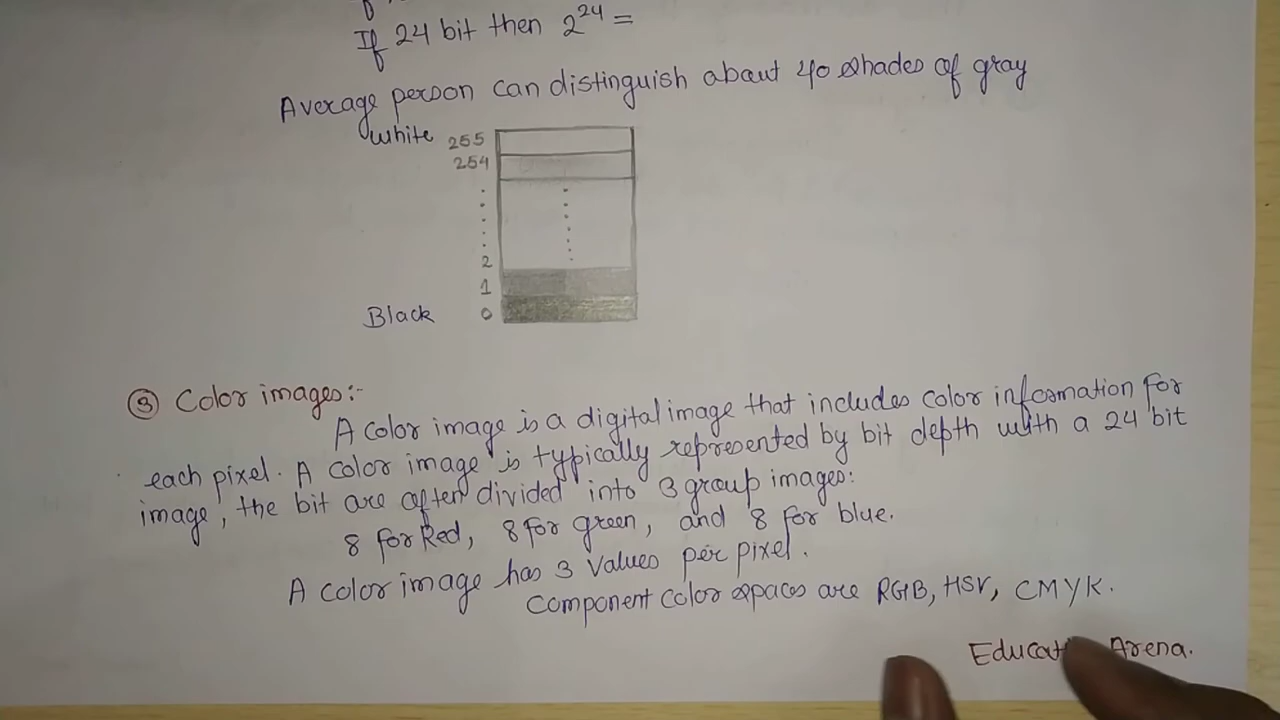 If 24 bit then 2²⁴ =
Average person can distinguish about 40 shades of gray
white 255
254
2
1
Black 0
③ Color images:-
A color image is a digital image that includes color information for
each pixel. A color image is typically represented by bit depth with a 24 bit
image, the bit are often divided into 3 group images:
8 for Red, 8 for green, and 8 for blue.
A color image has 3 values per pixel.
Component color spaces are RGB, HSV, CMYK.
Arena.